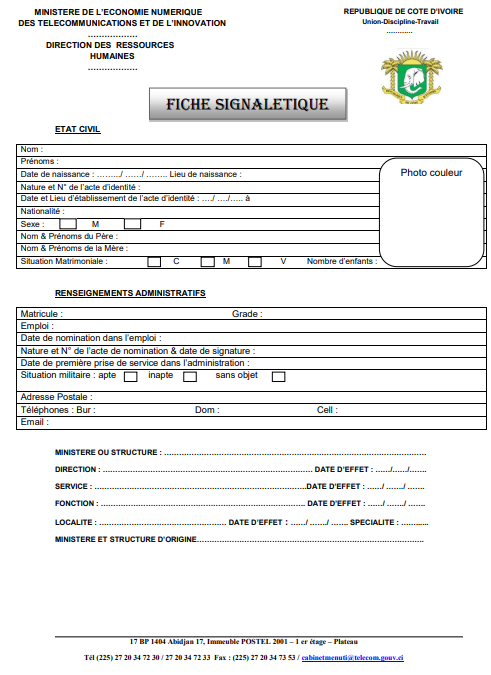 MINISTERE DE L'ECONOMIE NUMERIQUE
DES TELECOMMUNICATIONS ET DE L'INNOVATION
……………..
DIRECTION DES RESSOURCES
HUMAINES
……………..
REPUBLIQUE DE COTE D'IVOIRE
Union-Discipline-Travail
…………
FICHE SIGNALETIQUE
ETAT CIVIL
Nom :
Prénoms :
Date de naissance : ………/ ……/ …….. Lieu de naissance :
Nature et N° de l'acte d'identité :
Date et Lieu d'établissement de l'acte d'identité : …./ …./….. à
Nationalité :
Sexe : M F
Nom & Prénoms du Père :
Nom & Prénoms de la Mère :
Situation Matrimoniale : C M V Nombre d'enfants :
Photo couleur
RENSEIGNEMENTS ADMINISTRATIFS
Matricule : Grade :
Emploi :
Date de nomination dans l'emploi :
Nature et N° de l'acte de nomination & date de signature :
Date de première prise de service dans l'administration :
Situation militaire : apte inapte sans objet
Adresse Postale :
Téléphones : Bur : Dom : Cell :
Email :
MINISTERE OU STRUCTURE : ………………………………………………………………………………
DIRECTION : ……………………………………………………………… DATE D'EFFET : ……/……/…….
SERVICE : ………………………………………………………………..DATE D'EFFET : ……/ ……./ …….
FONCTION : …………………………………………………………… DATE D'EFFET : ……/ ……./ …….
LOCALITE : …………………………………….. DATE D'EFFET : ……/ ……./ ……. SPECIALITE : ……......
MINISTERE ET STRUCTURE D'ORIGINE……………………………………………………………………
17 BP 1404 Abidjan 17, Immeuble POSTEL 2001 – 1 er étage – Plateau
Tél (225) 27 20 34 72 30 / 27 20 34 72 33 Fax : (225) 27 20 34 73 53 / cabinetmenuti@telecom.gouv.ci